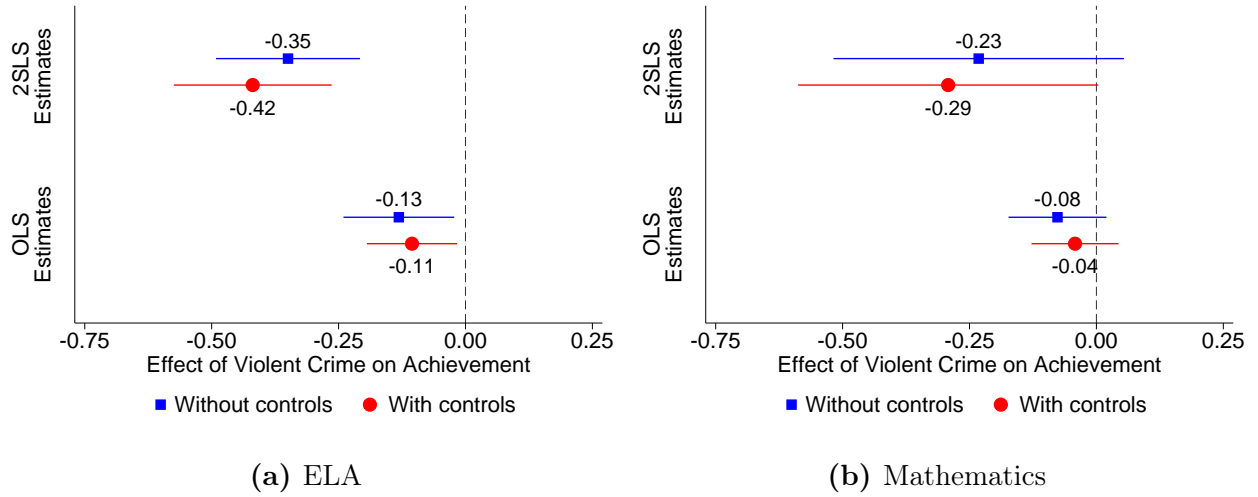 2SLS
Estimates
-0.35
-0.42
OLS
Estimates
-0.13
-0.11
-0.75 -0.50 -0.25 0.00 0.25
Effect of Violent Crime on Achievement
Without controls With controls
(a) ELA
2SLS
Estimates
-0.23
-0.29
OLS
Estimates
-0.08
-0.04
-0.75 -0.50 -0.25 0.00 0.25
Effect of Violent Crime on Achievement
Without controls With controls
(b) Mathematics